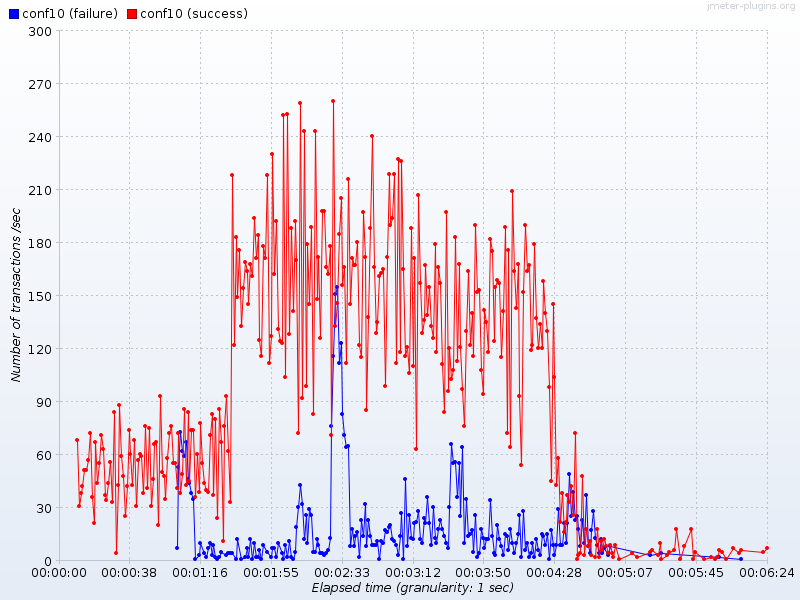 conf10 (failure) conf10 (success)
jmeter-plugins.org
300
270
240
210
180
150
120
90
60
30
0
Number of transactions /sec
00:00:00 00:00:38 00:01:16 00:01:55 00:02:33 00:03:12 00:03:50 00:04:28 00:05:07 00:05:45 00:06:24
Elapsed time (granularity: 1 sec)